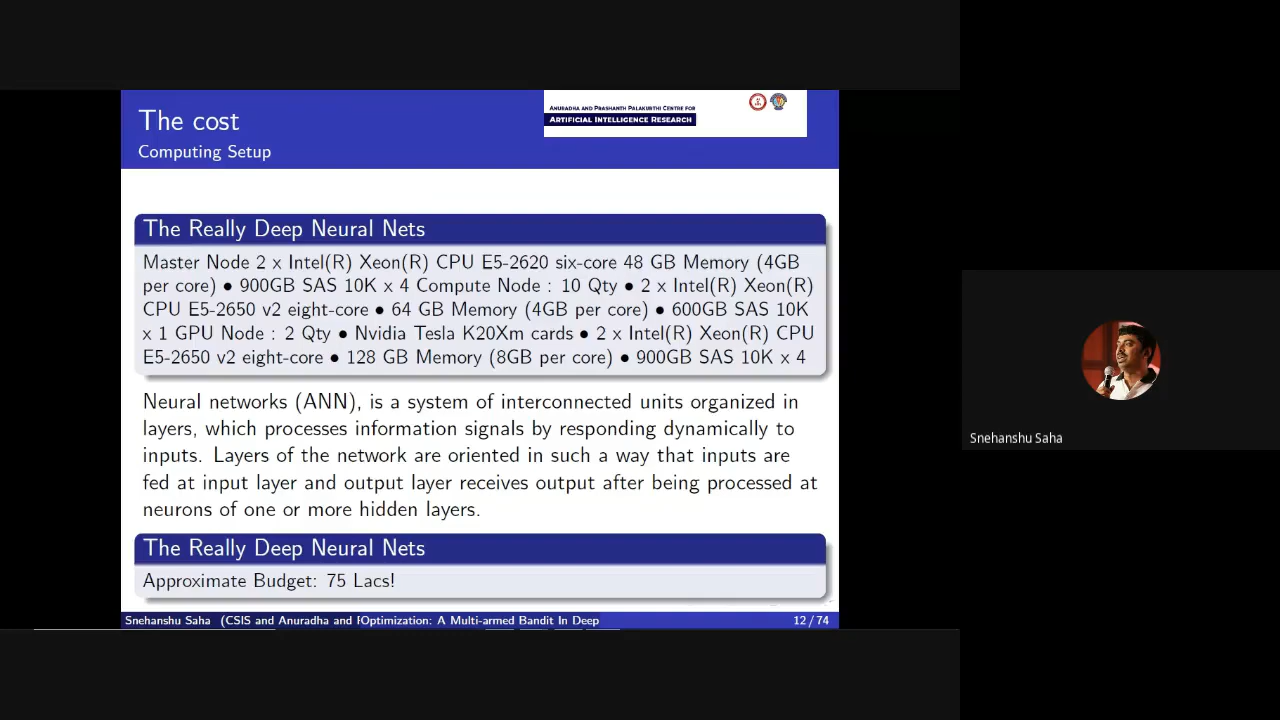 The cost
Computing Setup
ANURADHA AND PRASHANTH PALAKURTHI CENTRE FOR
ARTIFICIAL INTELLIGENCE RESEARCH
The Really Deep Neural Nets
Master Node 2 x Intel(R) Xeon(R) CPU E5-2620 six-core 48 GB Memory (4GB
per core) • 900GB SAS 10K x 4 Compute Node : 10 Qty • 2 x Intel(R) Xeon(R)
CPU E5-2650 v2 eight-core • 64 GB Memory (4GB per core) • 600GB SAS 10K
x 1 GPU Node : 2 Qty • Nvidia Tesla K20Xm cards • 2 x Intel(R) Xeon(R) CPU
E5-2650 v2 eight-core • 128 GB Memory (8GB per core) • 900GB SAS 10K x 4
Neural networks (ANN), is a system of interconnected units organized in
layers, which processes information signals by responding dynamically to
inputs. Layers of the network are oriented in such a way that inputs are
fed at input layer and output layer receives output after being processed at
neurons of one or more hidden layers.
The Really Deep Neural Nets
Approximate Budget: 75 Lacs!
Snehanshu Saha (CSIS and Anuradha and Optimization: A Multi-armed Bandit In Deep
12 / 74
Snehanshu Saha